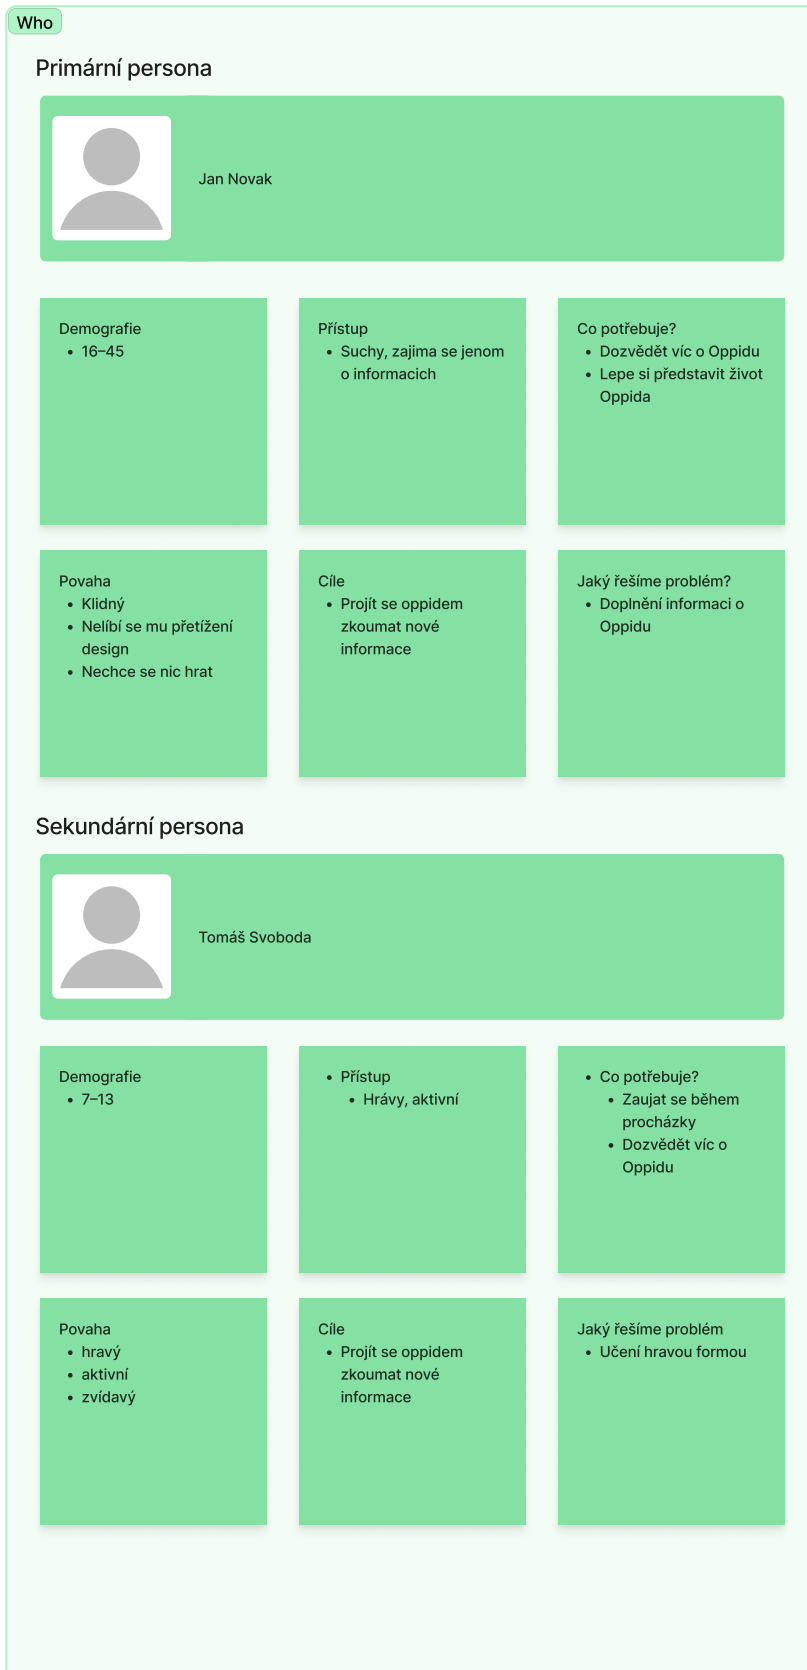 Who
Primární persona
Jan Novak
Demografie
• 16–45
Přístup
• Suchy, zajima se jenom
o informacich
Co potřebuje?
• Dozvědět víc o Oppidu
• Lepe si představit život
Oppida
Povaha
• Klidný
• Nelíbí se mu přetížení
design
• Nechce se nic hrat
Cíle
• Projít se oppidem
zkoumat nové
informace
Jaký řešíme problém?
• Doplnění informaci o
Oppidu
Sekundární persona
Tomáš Svoboda
Demografie
• 7–13
• Přístup
• Hrávy, aktivní
• Co potřebuje?
• Zaujat se během
procházky
• Dozvědět víc o
Oppidu
Povaha
• hravý
• aktivní
• zvídavý
Cíle
• Projít se oppidem
zkoumat nové
informace
Jaký řešíme problém
• Učení hravou formou